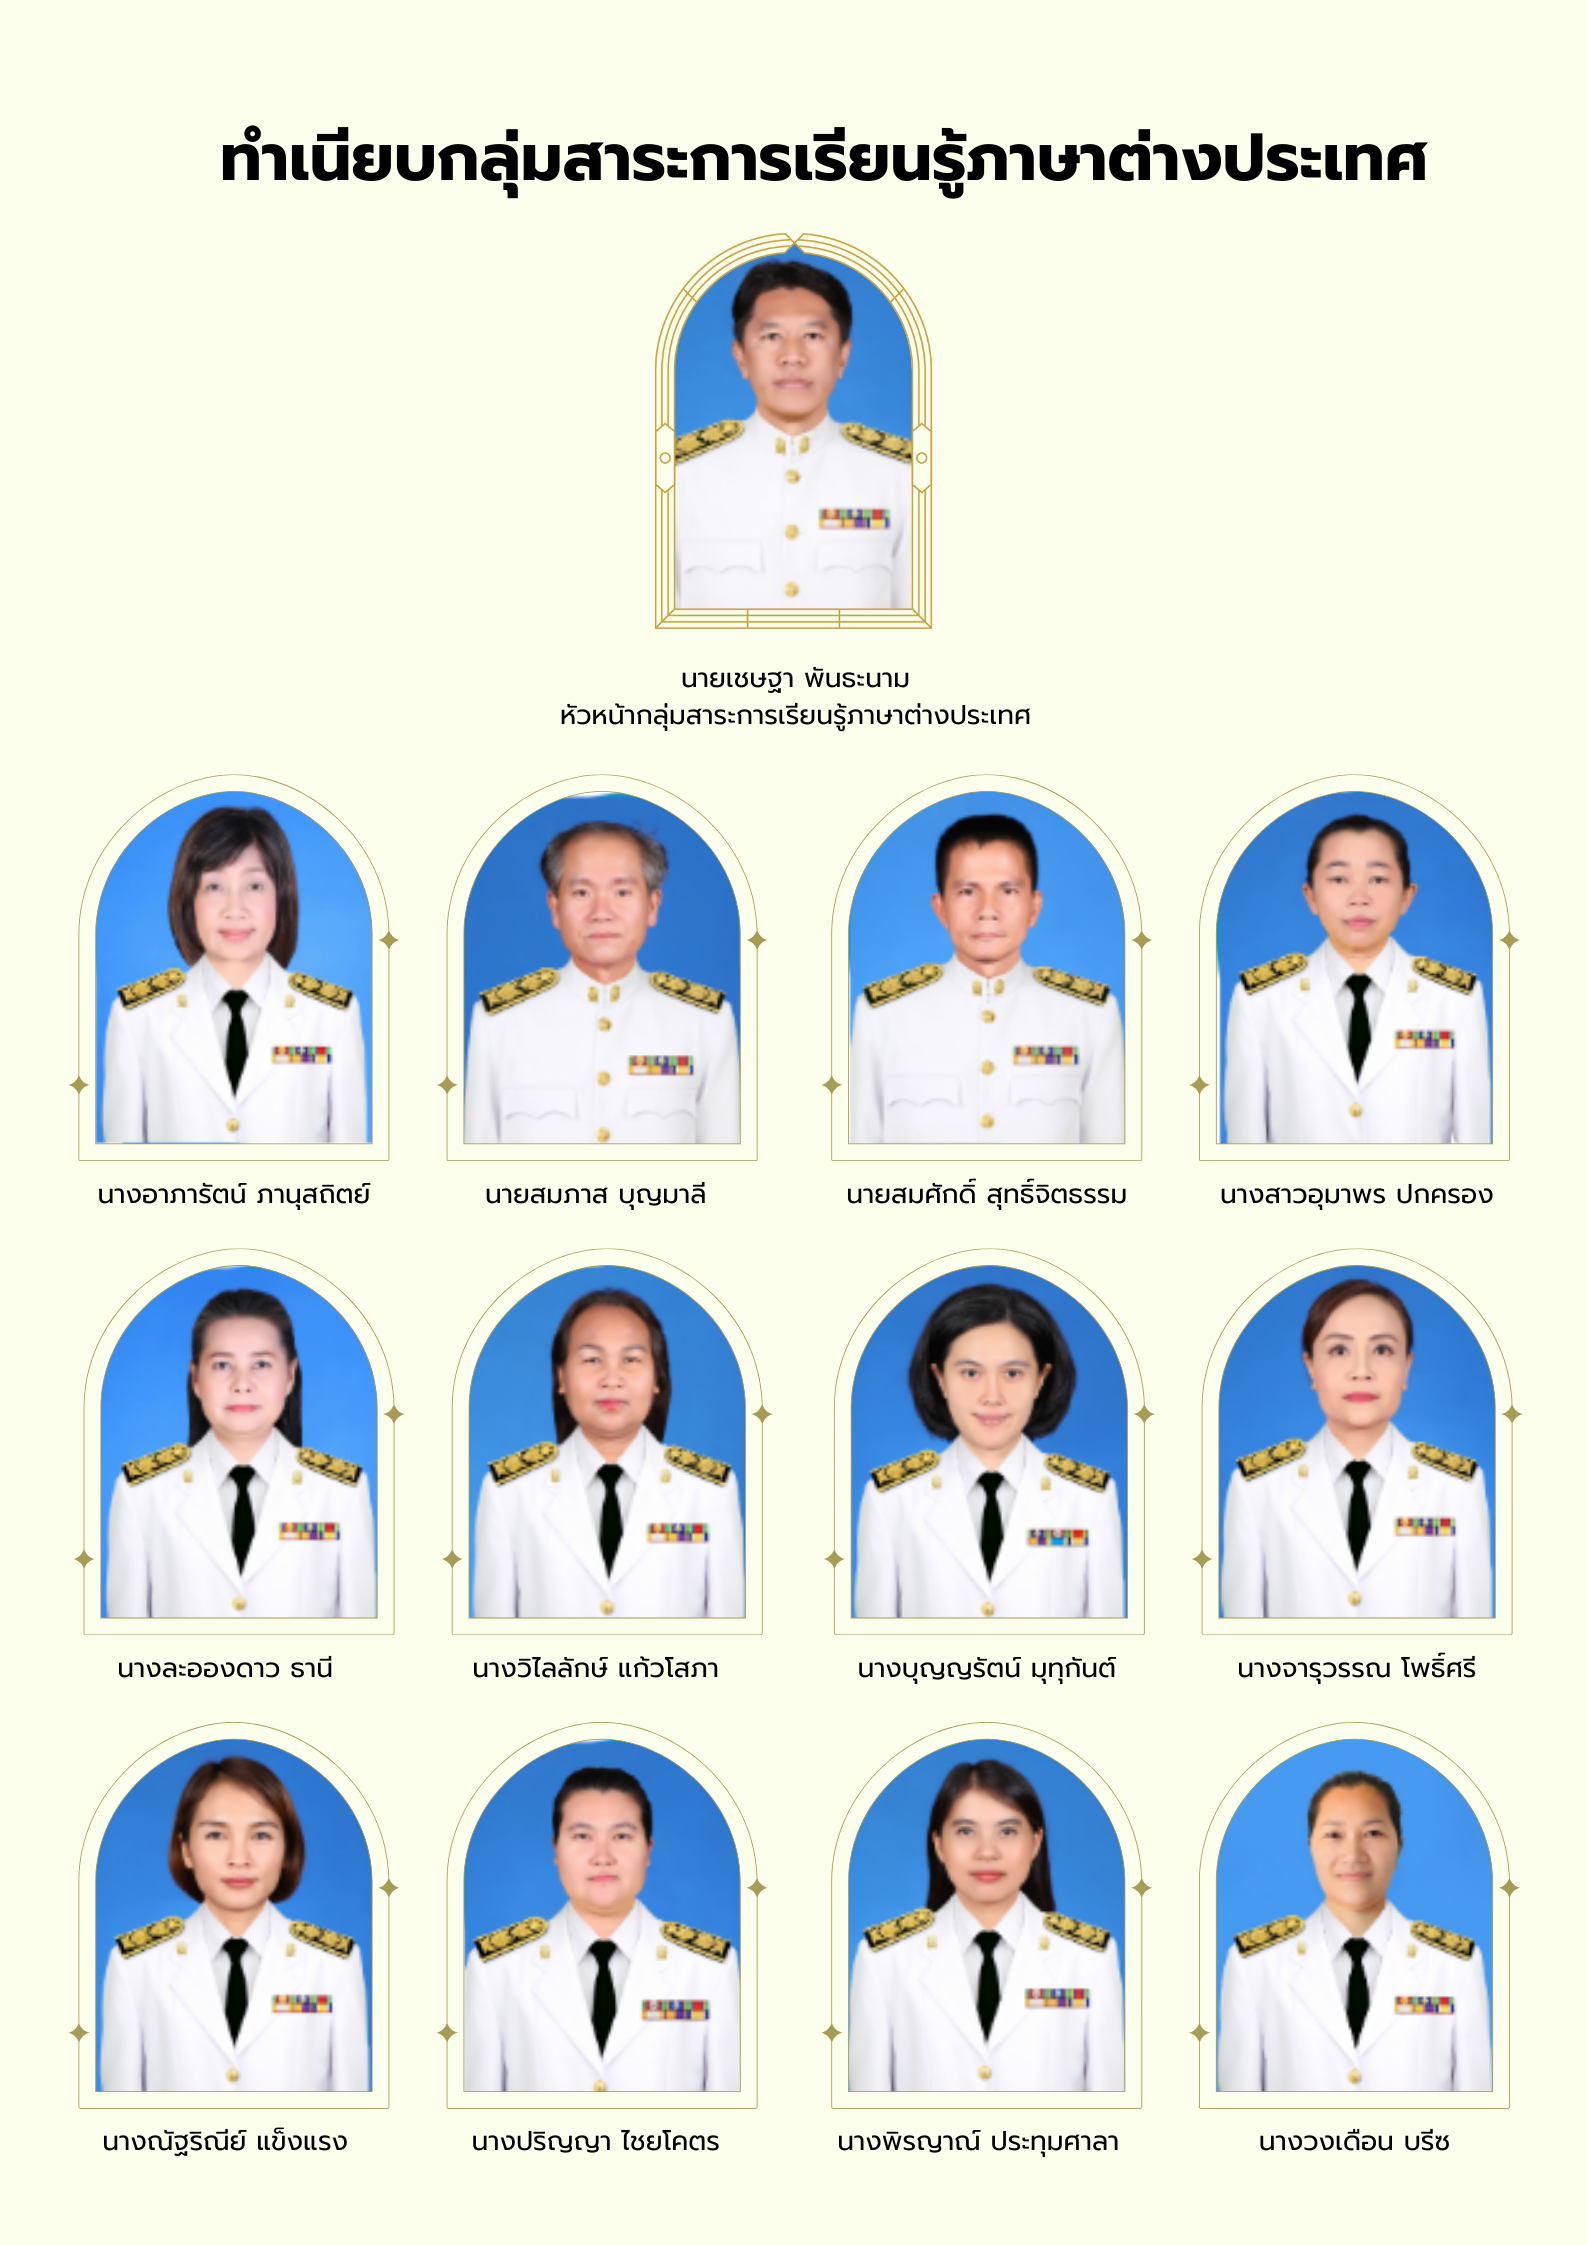 ทำเนียบกลุ่มสาระการเรียนรู้ภาษาต่างประเทศ
นายเชษฐา พันธะนาม
หัวหน้ากลุ่มสาระการเรียนรู้ภาษาต่างประเทศ
นางอาภารัตน์ ภานุสถิตย์
นายสมภาส บุญมาลี
นายสมศักดิ์ สุทธิ์จิตธรรม
นางสาวอุมาพร ปกครอง
นางละอองดาว ธานี
นางวิไลลักษ์ แก้วโสภา
นางบุญญรัตน์ มุทุกันต์
นางจารุวรรณ โพธิ์ศรี
นางณัฐริณีย์ แข็งแรง
นางปริญญา ไชยโคตร
นางพิรญาณ์ ประทุมศาลา
นางวงเดือน บรีซ